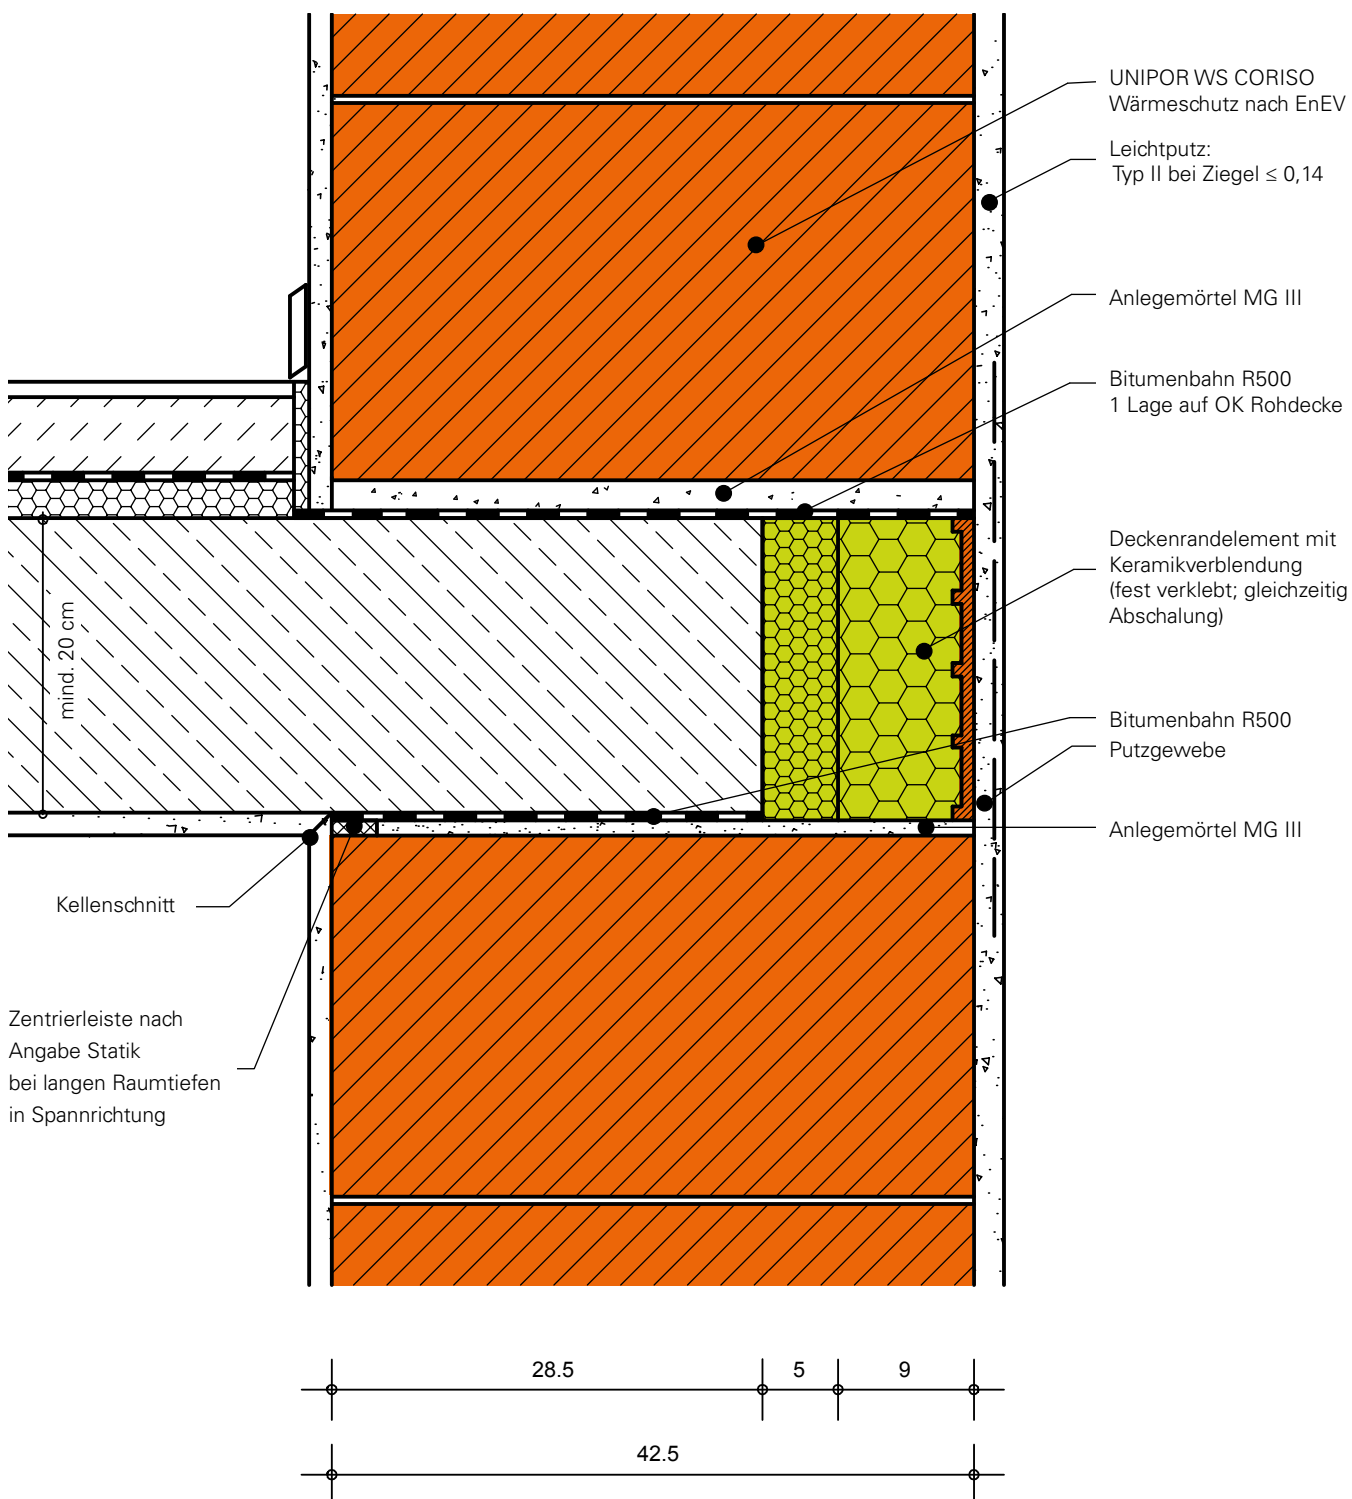 UNIPOR WS CORISO
Wärmeschutz nach EnEV
Leichtputz:
Typ II bei Ziegel ≤ 0,14
Anlegemörtel MG III
Bitumenbahn R500
1 Lage auf OK Rohdecke
Deckenrandelement mit
Keramikverblendung
(fest verklebt; gleichzeitig
Abschalung)
mind. 20 cm
Bitumenbahn R500
Putzgewebe
Anlegemörtel MG III
Kellenschnitt
Zentrierleiste nach
Angabe Statik
bei langen Raumtiefen
in Spannrichtung
28.5 5 9
42.5